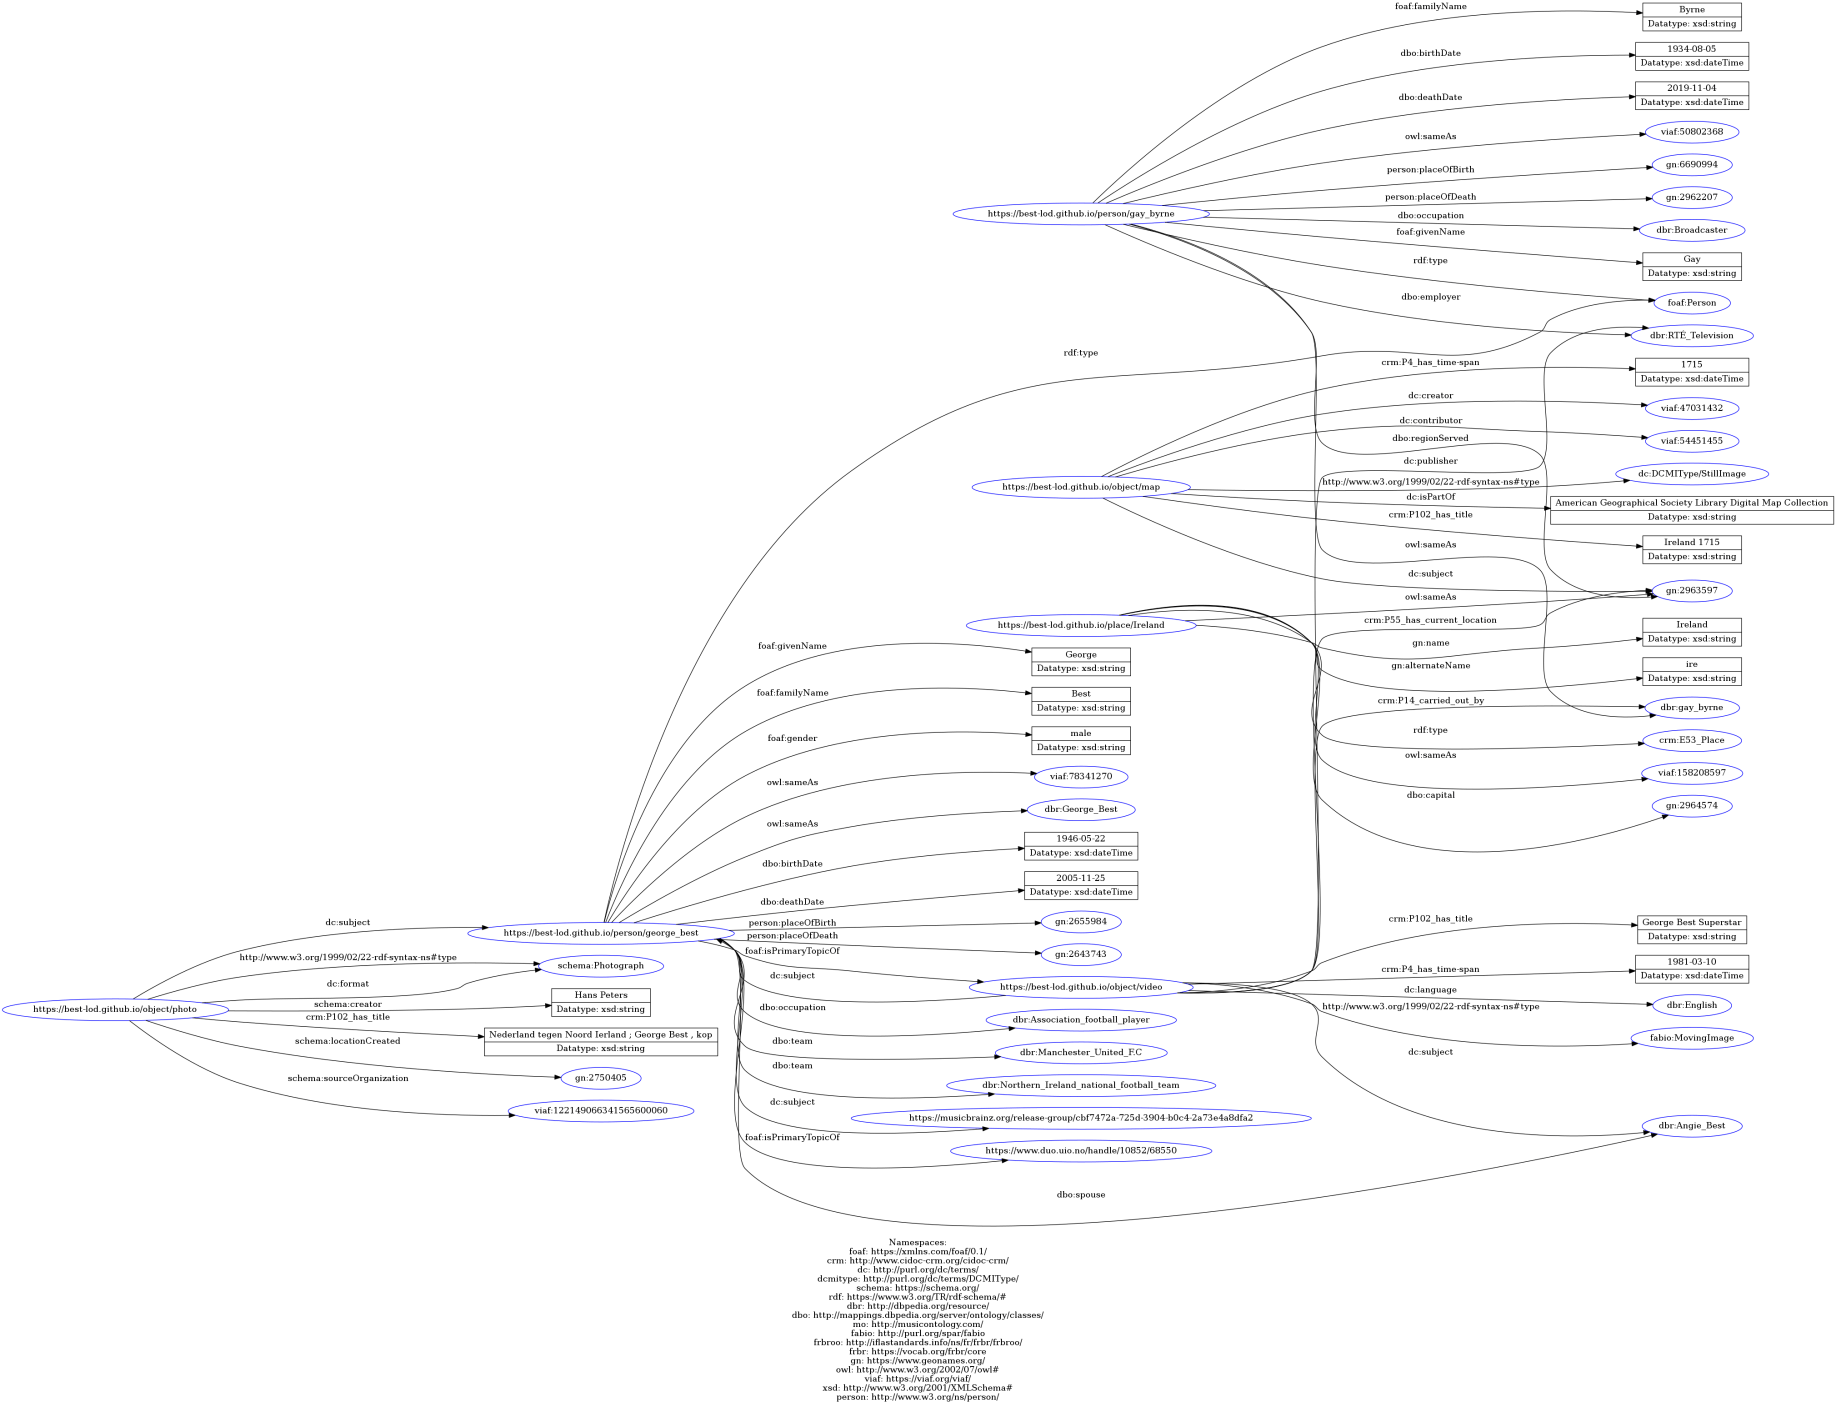 foaf:familyName
Byrne
Datatype: xsd:string
dbo:birthDate
1934-08-05
Datatype: xsd:dateTime
dbo:deathDate
2019-11-04
Datatype: xsd:dateTime
owl:sameAs
viaf:50802368
person:placeOfBirth
gn:6690994
person:placeOfDeath
gn:2962207
https://best-lod.github.io/person/gay_byrne
dbo:occupation
dbr:Broadcaster
foaf:givenName
Gay
Datatype: xsd:string
rdf:type
foaf:Person
dbo:employer
dbr:RTÉ_Television
rdf:type
crm:P4_has_time-span
1715
Datatype: xsd:dateTime
dc:creator
viaf:47031432
dc:contributor
viaf:54451455
dbo:regionServed
dc:publisher
dc:DCMIType/StillImage
http://www.w3.org/1999/02/22-rdf-syntax-ns#type
https://best-lod.github.io/object/map
dc:isPartOf
American Geographical Society Library Digital Map Collection
Datatype: xsd:string
crm:P102_has_title
Ireland 1715
Datatype: xsd:string
owl:sameAs
dc:subject
gn:2963597
owl:sameAs
https://best-lod.github.io/place/Ireland
crm:P55_has_current_location
Ireland
Datatype: xsd:string
gn:name
gn:alternateName
ire
Datatype: xsd:string
foaf:givenName
George
Datatype: xsd:string
foaf:familyName
Best
Datatype: xsd:string
crm:P14_carried_out_by
dbr:gay_byrne
foaf:gender
male
Datatype: xsd:string
rdf:type
crm:E53_Place
owl:sameAs
viaf:158208597
owl:sameAs
viaf:78341270
dbo:capital
gn:2964574
owl:sameAs
dbr:George_Best
dbo:birthDate
1946-05-22
Datatype: xsd:dateTime
dbo:deathDate
2005-11-25
Datatype: xsd:dateTime
dc:subject
https://best-lod.github.io/person/george_best
person:placeOfBirth
gn:2655984
person:placeOfDeath
gn:2643743
crm:P102_has_title
George Best Superstar
Datatype: xsd:string
http://www.w3.org/1999/02/22-rdf-syntax-ns#type
schema:Photograph
foaf:isPrimaryTopicOf
dc:subject
https://best-lod.github.io/object/video
crm:P4_has_time-span
1981-03-10
Datatype: xsd:dateTime
dc:format
dc:language
dbr:English
schema:creator
Hans Peters
Datatype: xsd:string
https://best-lod.github.io/object/photo
dbo:occupation
dbr:Association_football_player
http://www.w3.org/1999/02/22-rdf-syntax-ns#type
fabio:MovingImage
crm:P102_has_title
Nederland tegen Noord Ierland ; George Best , kop
Datatype: xsd:string
dbo:team
dbr:Manchester_United_F.C
dc:subject
schema:locationCreated
gn:2750405
dbo:team
dbr:Northern_Ireland_national_football_team
schema:sourceOrganization
viaf:122149066341565600060
dc:subject
https://musicbrainz.org/release-group/cbf7472a-725d-3904-b0c4-2a73e4a8dfa2
dbr:Angie_Best
foaf:isPrimaryTopicOf
https://www.duo.uio.no/handle/10852/68550
dbo:spouse
Namespaces:
foaf: https://xmlns.com/foaf/0.1/
crm: http://www.cidoc-crm.org/cidoc-crm/
dc: http://purl.org/dc/terms/
dcmitype: http://purl.org/dc/terms/DCMIType/
schema: https://schema.org/
rdf: https://www.w3.org/TR/rdf-schema/#
dbr: http://dbpedia.org/resource/
dbo: http://mappings.dbpedia.org/server/ontology/classes/
mo: http://musicontology.com/
fabio: http://purl.org/spar/fabio
frbroo: http://iflastandards.info/ns/fr/frbr/frbroo/
frbr: https://vocab.org/frbr/core
gn: https://www.geonames.org/
owl: http://www.w3.org/2002/07/owl#
viaf: https://viaf.org/viaf/
xsd: http://www.w3.org/2001/XMLSchema#
person: http://www.w3.org/ns/person/